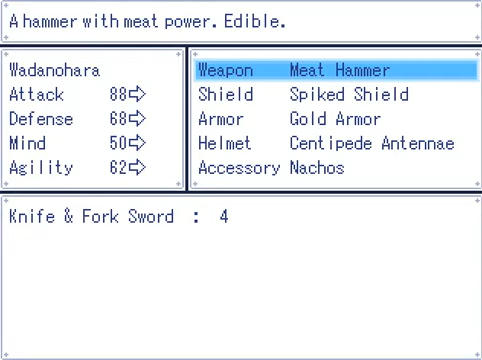 A hammer with meat power. Edible.
Wadanohara
Attack 88⇨
Defense 68⇨
Mind 50⇨
Agility 62⇨
Weapon Meat Hammer
Shield Spiked Shield
Armor Gold Armor
Helmet Centipede Antennae
Accessory Nachos
Knife & Fork Sword : 4